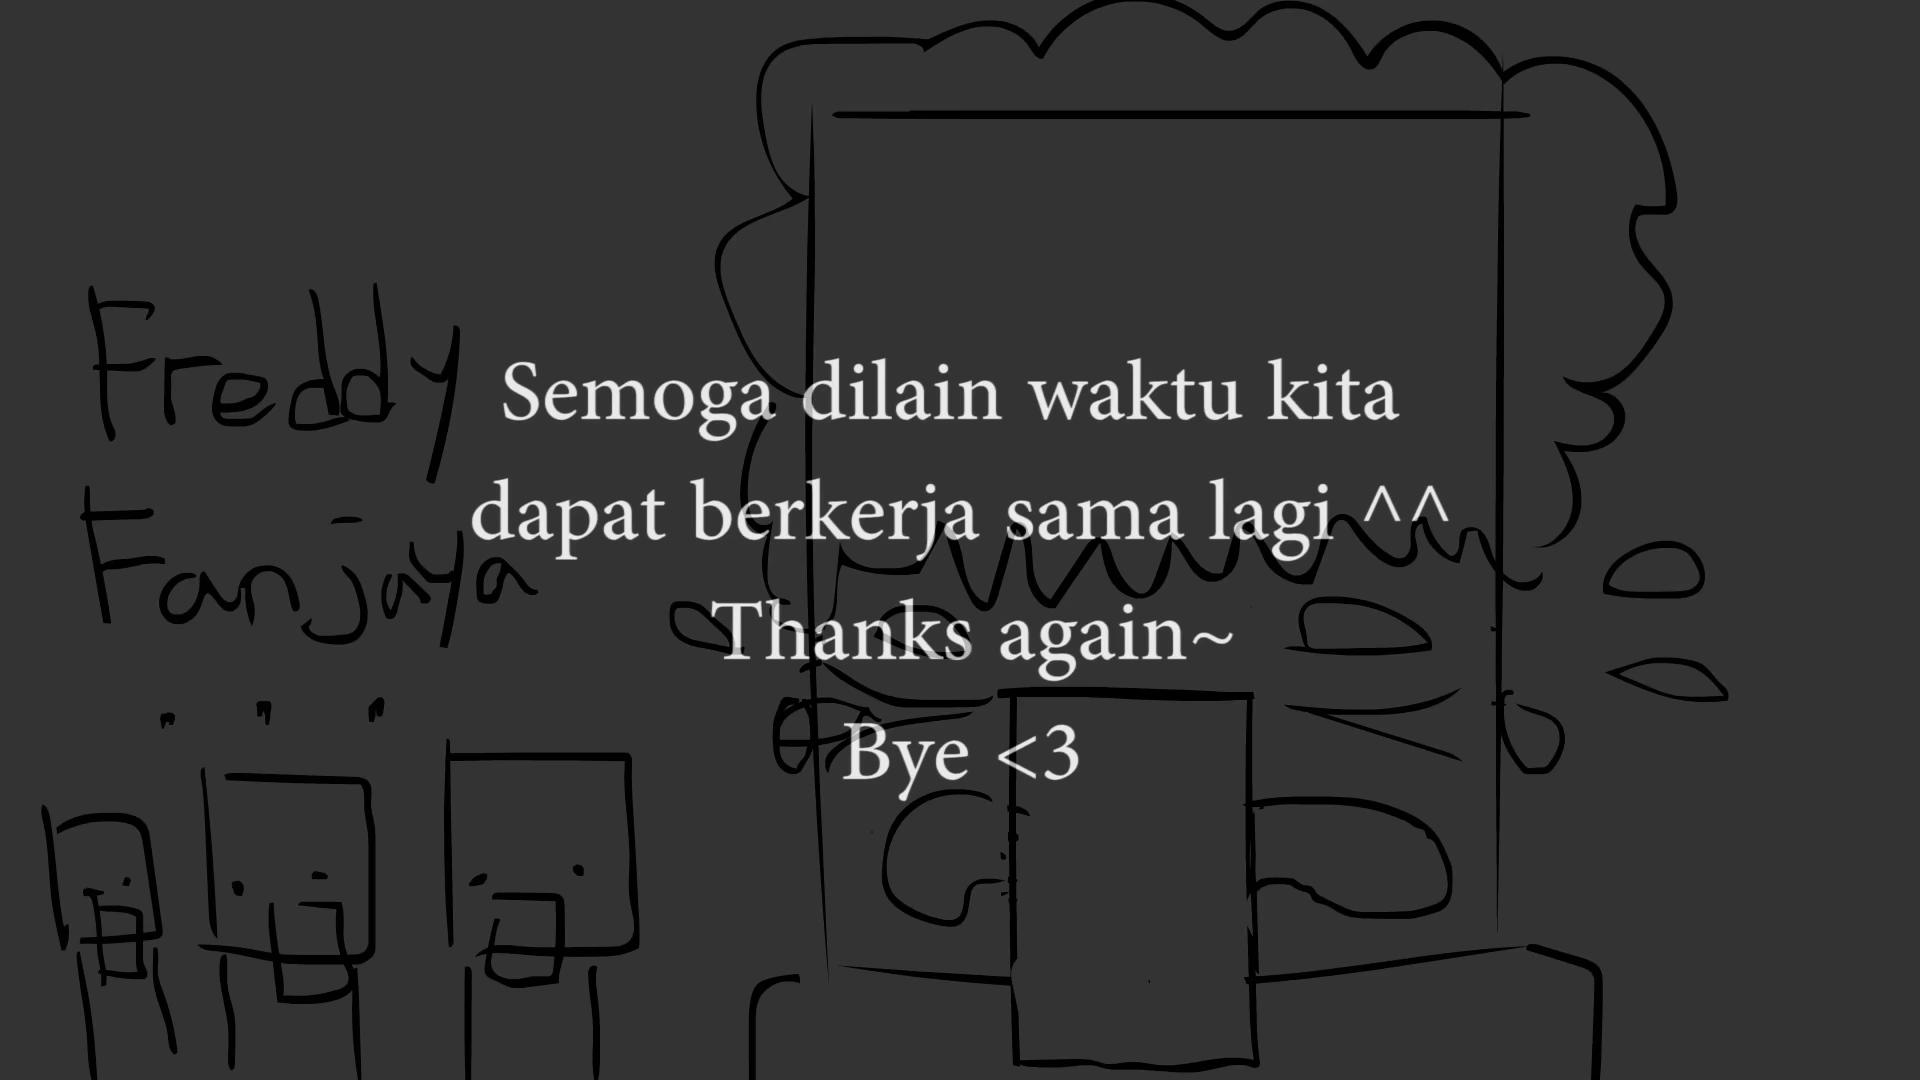 Freddy
Fanjaya
...
Semoga dilain waktu kita
dapat berkerja sama lagi ^^
Thanks again~
Bye <3